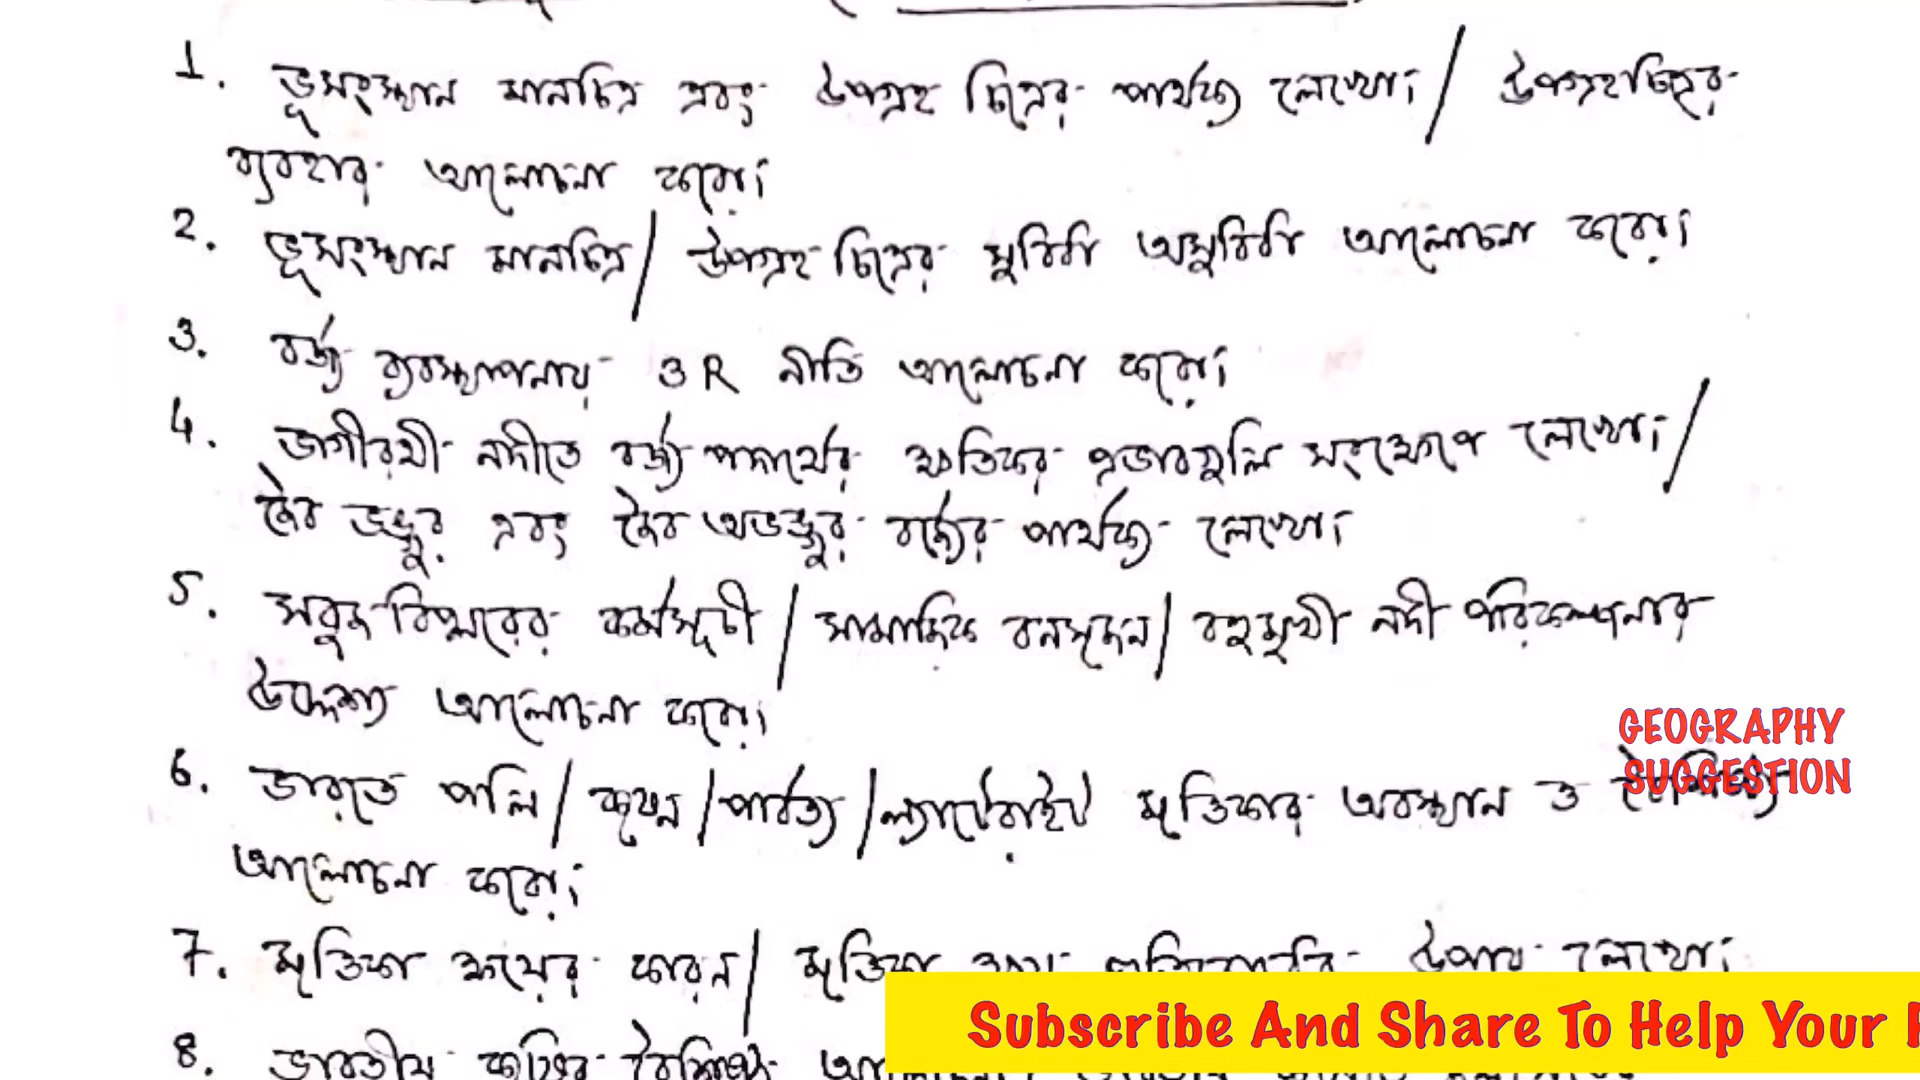 1. ভূসংস্থান মানচিত্র এবং উপগ্রহ চিত্রের পার্থক্য লেখো। / উপগ্রহচিত্রের
ব্যবহার আলোচনা করো।
2. ভূসংস্থান মানচিত্র / উপগ্রহ চিত্রের সুবিধা অসুবিধা আলোচনা করো।
3. বর্জ্য ব্যবস্থাপনায় 3R নীতি আলোচনা করো।
4. ভাগীরথী নদীতে বর্জ্য পদার্থের ক্ষতিকর প্রভাবগুলি সংক্ষেপে লেখো। /
জৈব ভঙ্গুর এবং জৈব অভঙ্গুর বর্জ্যের পার্থক্য লেখো।
5. সবুজ বিপ্লবের কর্মসূচী / সামাজিক বনসৃজন / বহুমুখী নদী পরিকল্পনার
উদ্দেশ্য আলোচনা করো।
GEOGRAPHY
SUGGESTION
6. ভারতে পলি / কৃষ্ণ / পার্বত্য / ল্যাটেরাইট মৃত্তিকার অবস্থান ও
আলোচনা করো।
7. মৃত্তিকা ক্ষয়ের কারন / মৃত্তিকা উপায় লেখো।
Subscribe And Share To Help Your
8. ভারতীয় কৃষির বৈশিষ্ট্য